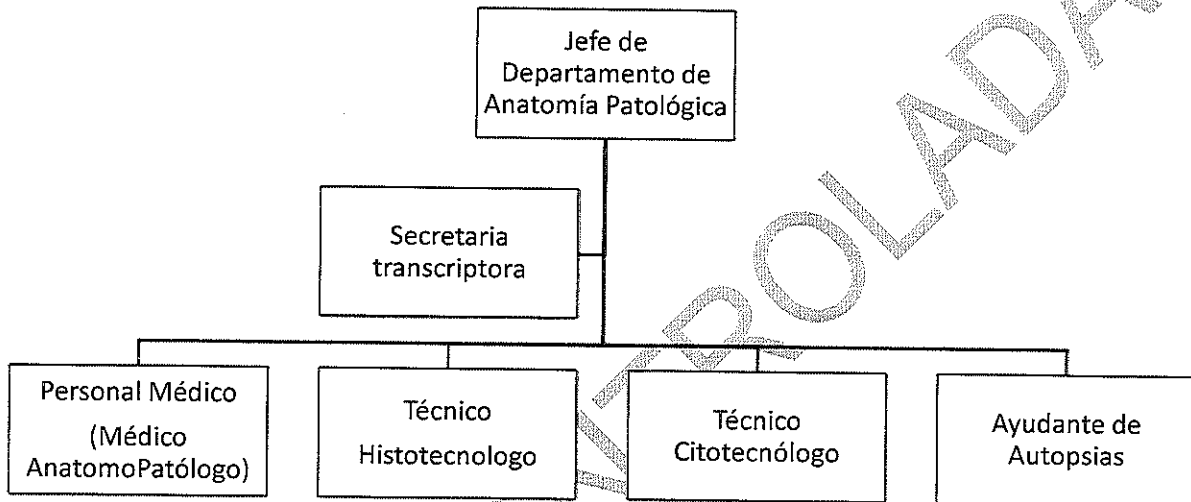 Jefe de
Departamento de
Anatomía Patológica
Secretaria
transcriptora
Personal Médico
(Médico
AnatomoPatólogo)
Técnico
Histotecnologo
Técnico
Citotecnólogo
Ayudante de
Autopsias